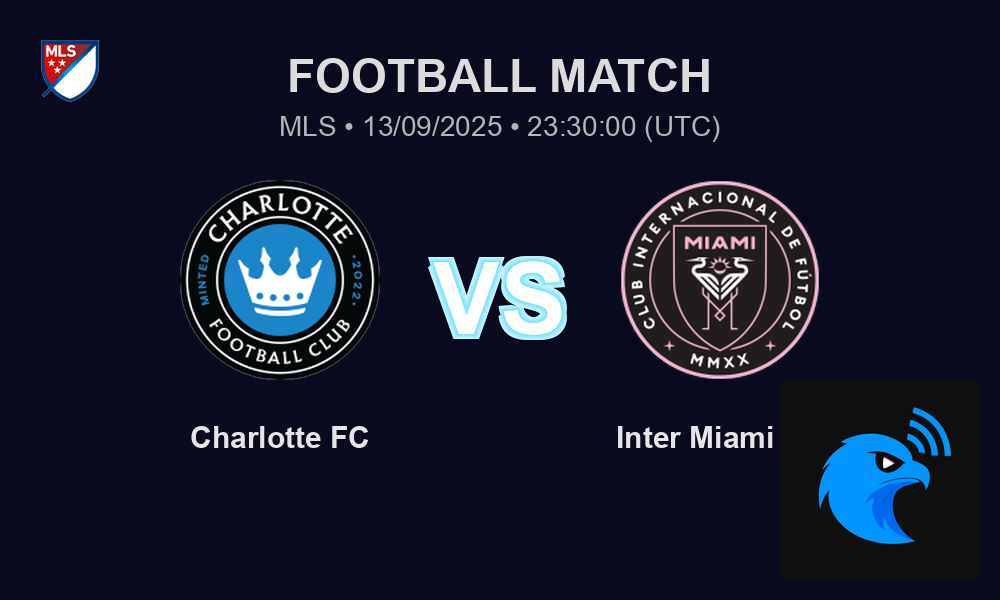 MLS
FOOTBALL MATCH
MLS • 13/09/2025 • 23:30:00 (UTC)
CHARLOTTE
MINTED
• 2022 •
FOOTBALL CLUB
VS
CLUB INTERNACIONAL DE FÚTBOL
MIAMI
MMXX
Charlotte FC
Inter Miami